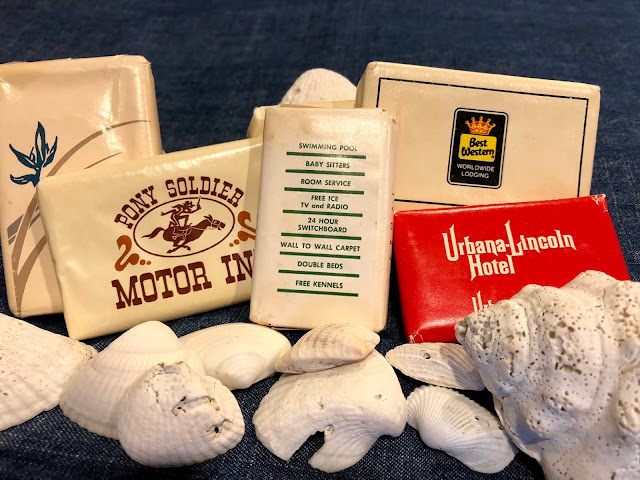 PONY SOLDIER
MOTOR IN
SWIMMING POOL
BABY SITTERS
ROOM SERVICE
FREE ICE
TV and RADIO
24 HOUR
SWITCHBOARD
WALL TO WALL CARPET
DOUBLE BEDS
FREE KENNELS
Best
Western
WORLDWIDE
LODGING
Urbana-Lincoln
Hotel